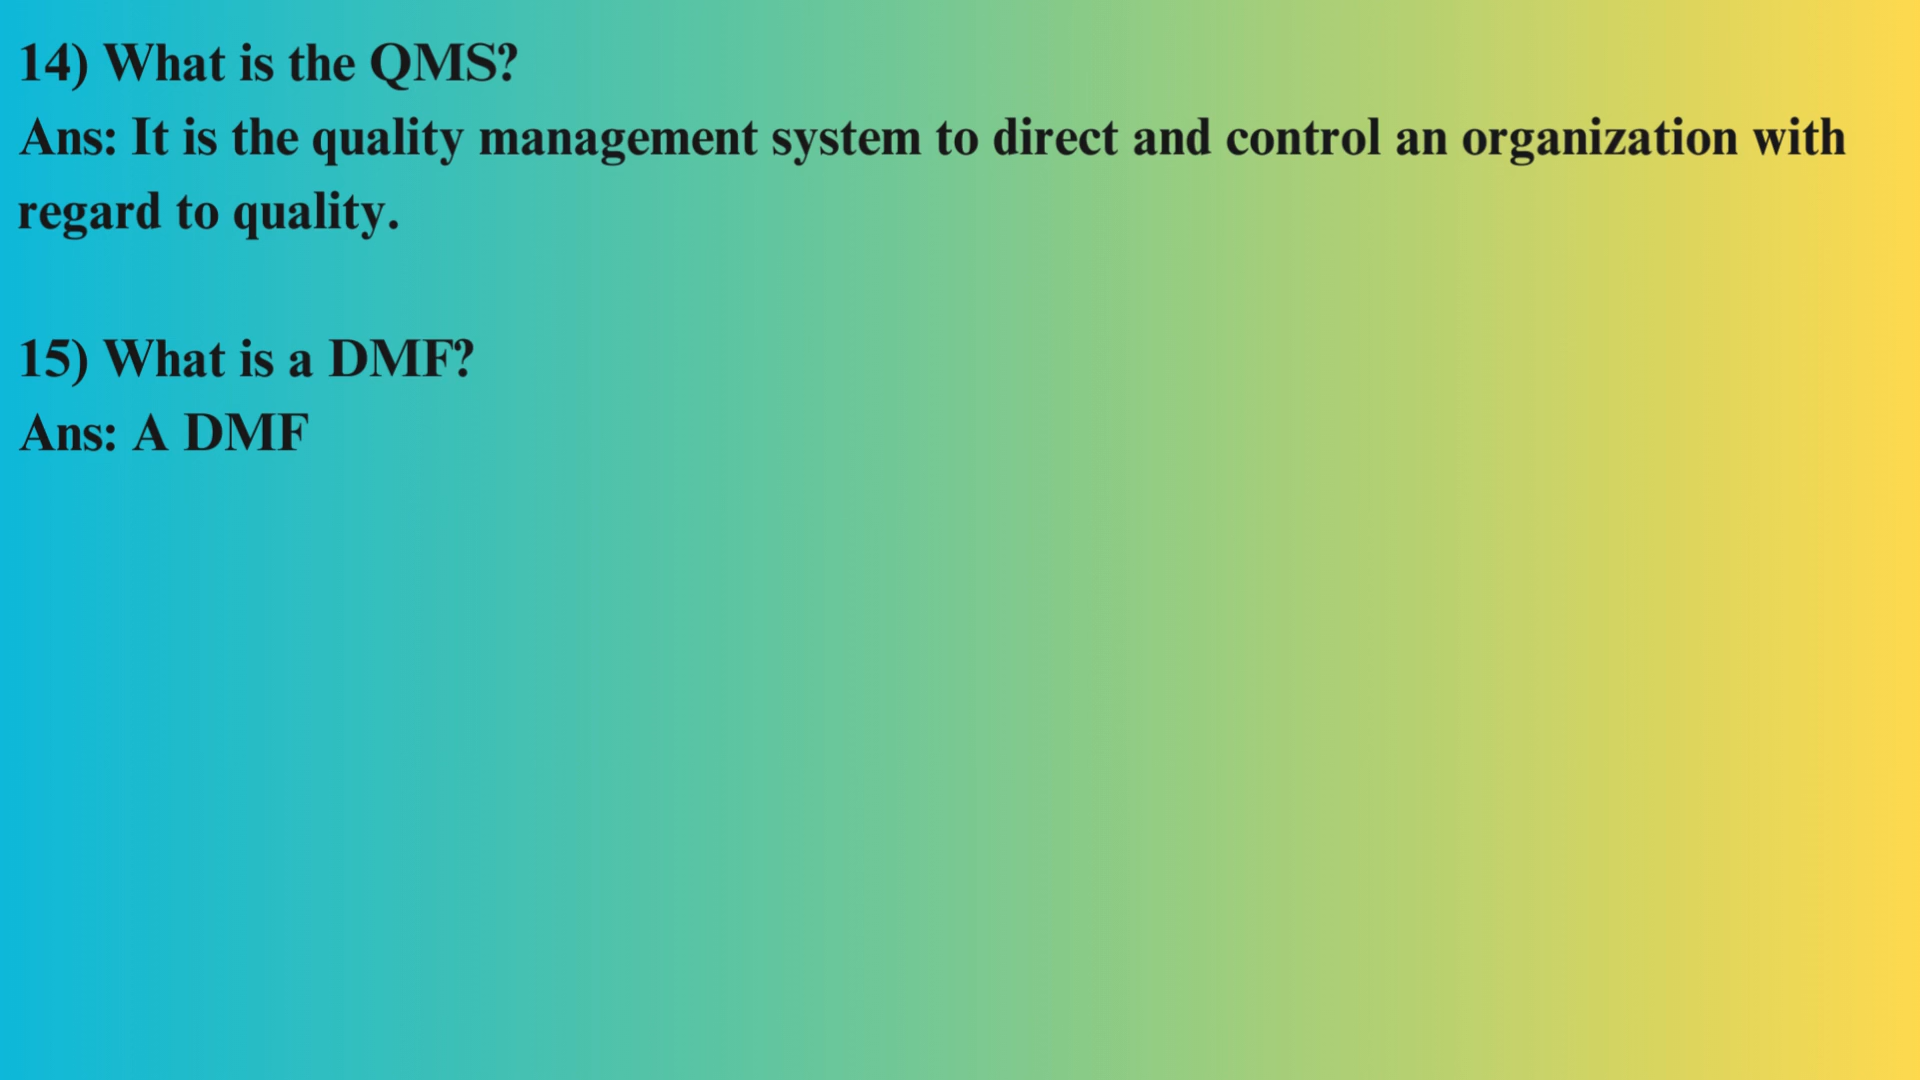 14) What is the QMS?
Ans: It is the quality management system to direct and control an organization with
regard to quality.
15) What is a DMF?
Ans: A DMF